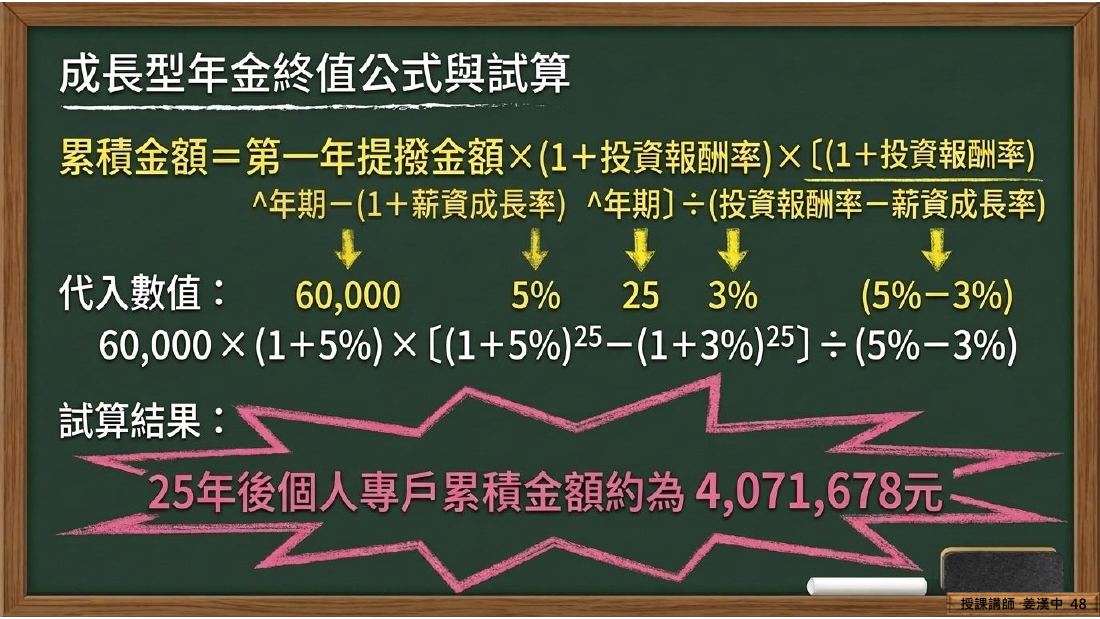 成長型年金終值公式與試算
累積金額＝第一年提撥金額×(1＋投資報酬率)×〔(1＋投資報酬率)
^年期－(1＋薪資成長率) ^年期〕÷(投資報酬率－薪資成長率)
代入數值： 60,000 5% 25 3% (5%－3%)
60,000×(1+5%)×〔(1+5%)²⁵－(1+3%)²⁵〕÷(5%－3%)
試算結果：
25年後個人專戶累積金額約為 4,071,678元
授課講師 姜漢中 48